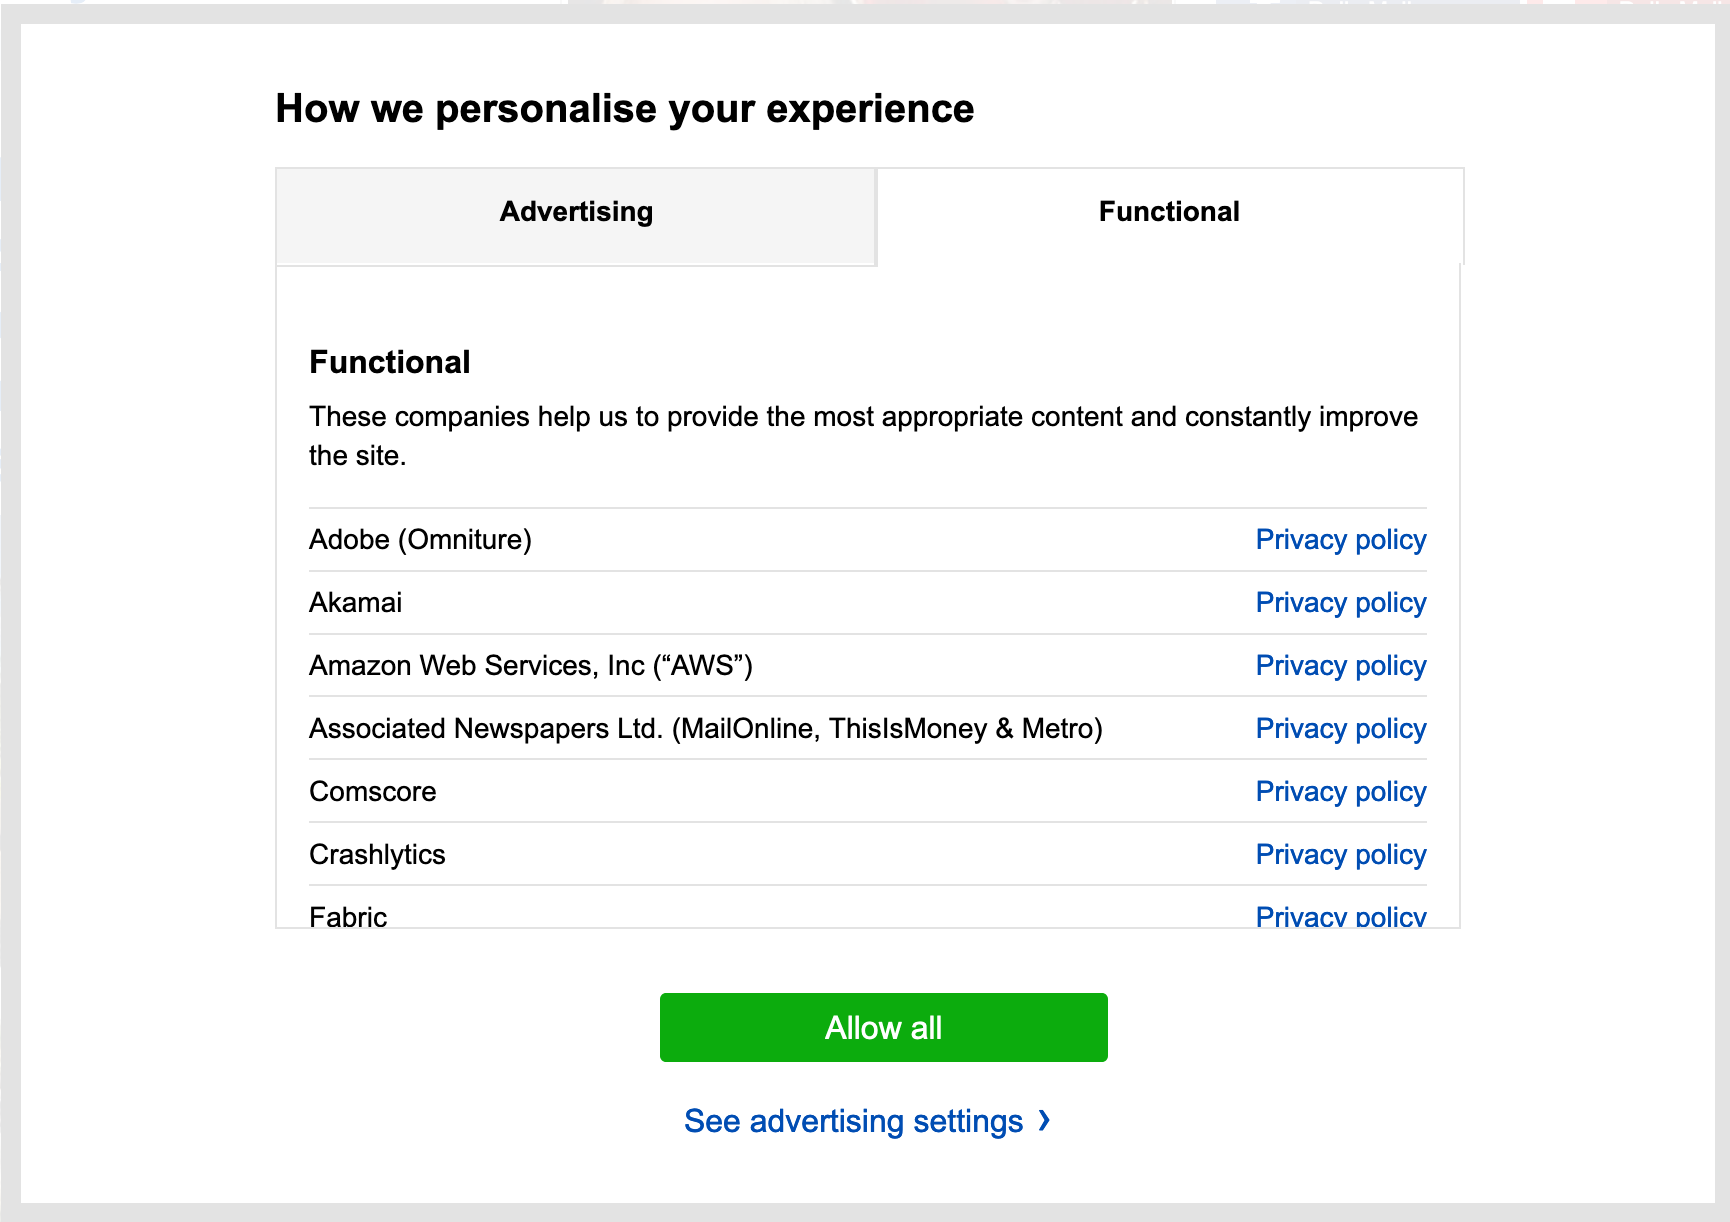 How we personalise your experience
Advertising
Functional
Functional
These companies help us to provide the most appropriate content and constantly improve
the site.
Adobe (Omniture) Privacy policy
Akamai Privacy policy
Amazon Web Services, Inc (“AWS”) Privacy policy
Associated Newspapers Ltd. (MailOnline, ThisIsMoney & Metro) Privacy policy
Comscore Privacy policy
Crashlytics Privacy policy
Fabric Privacy policy
Allow all
See advertising settings ❯